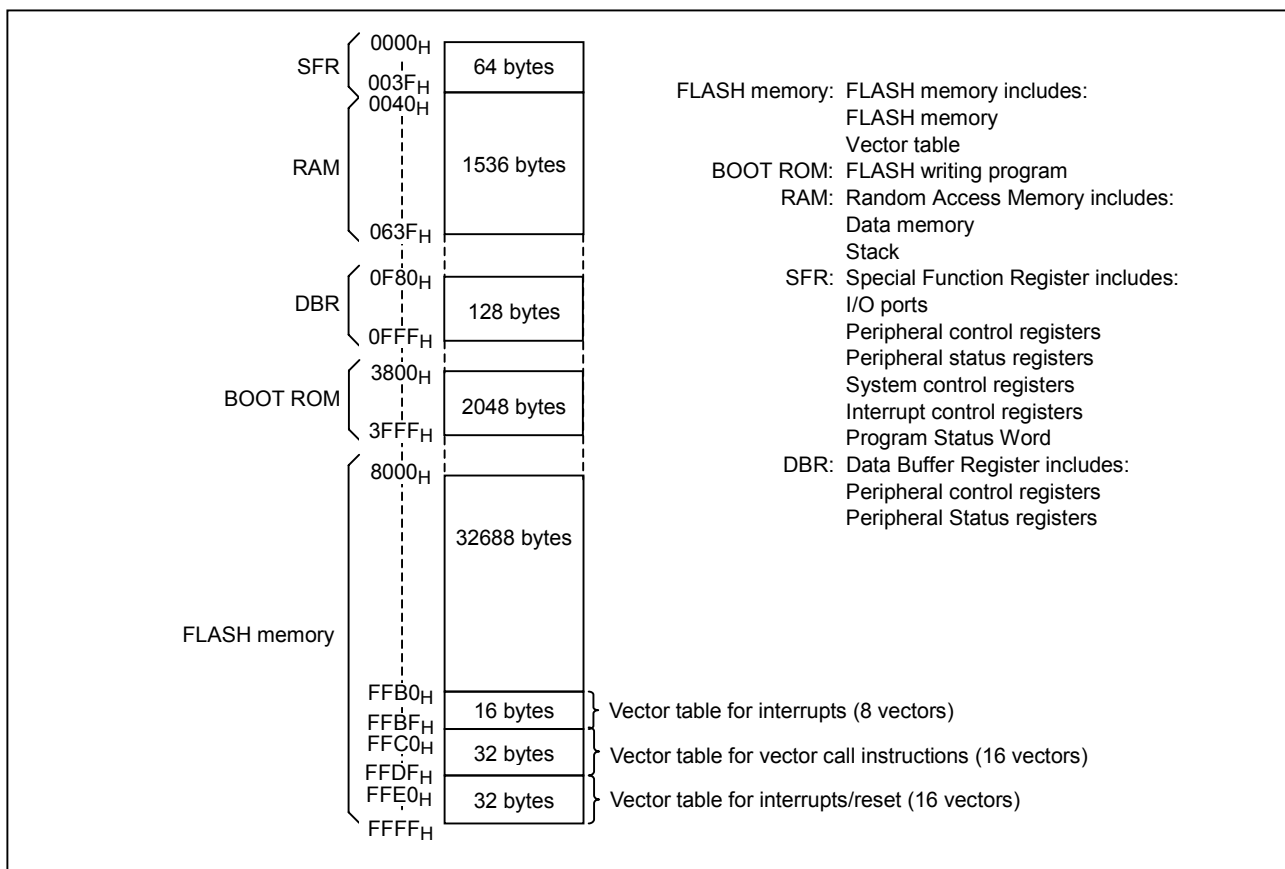 SFR
0000H
003FH
64 bytes
RAM
0040H
063FH
1536 bytes
DBR
0F80H
0FFFH
128 bytes
BOOT ROM
3800H
3FFFH
2048 bytes
FLASH memory
8000H
32688 bytes
FFB0H
FFBFH
16 bytes
Vector table for interrupts (8 vectors)
FFC0H
FFDFH
32 bytes
Vector table for vector call instructions (16 vectors)
FFE0H
FFFFH
32 bytes
Vector table for interrupts/reset (16 vectors)
FLASH memory: FLASH memory includes:
FLASH memory
Vector table
BOOT ROM: FLASH writing program
RAM: Random Access Memory includes:
Data memory
Stack
SFR: Special Function Register includes:
I/O ports
Peripheral control registers
Peripheral status registers
System control registers
Interrupt control registers
Program Status Word
DBR: Data Buffer Register includes:
Peripheral control registers
Peripheral Status registers